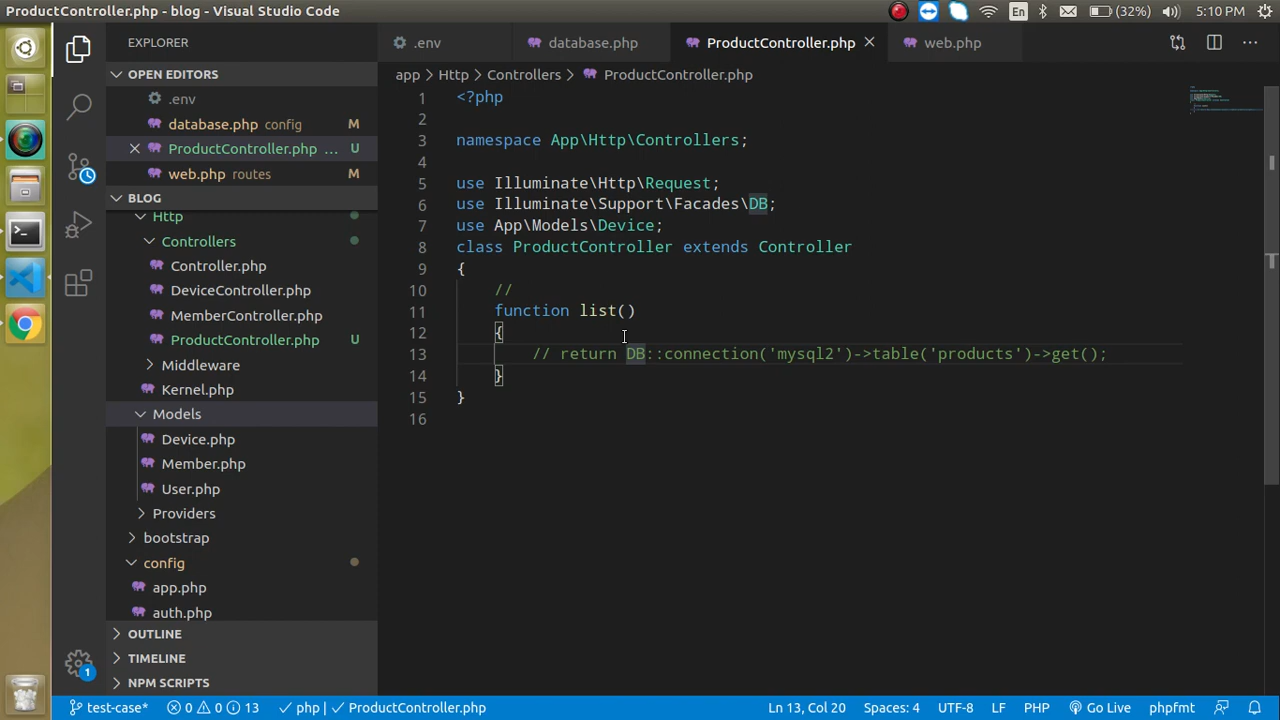 ProductController.php - blog - Visual Studio Code
En
(32%)
5:10 PM
EXPLORER
OPEN EDITORS
.env
database.php config M
ProductController.php ... U
web.php routes M
BLOG
Http
Controllers
Controller.php
DeviceController.php
MemberController.php
ProductController.php U
Middleware
Kernel.php
Models
Device.php
Member.php
User.php
Providers
bootstrap
config
app.php
auth.php
OUTLINE
TIMELINE
NPM SCRIPTS
1
.env
database.php
ProductController.php
web.php
...
app > Http > Controllers > ProductController.php
1 <?php
2
3 namespace App\Http\Controllers;
4
5 use Illuminate\Http\Request;
6 use Illuminate\Support\Facades\DB;
7 use App\Models\Device;
8 class ProductController extends Controller
9 {
10 //
11 function list()
12 {
13 // return DB::connection('mysql2')->table('products')->get();
14 }
15 }
16
test-case* 0 0 13 php | ProductController.php Ln 13, Col 20 Spaces: 4 UTF-8 LF PHP Go Live phpfmt